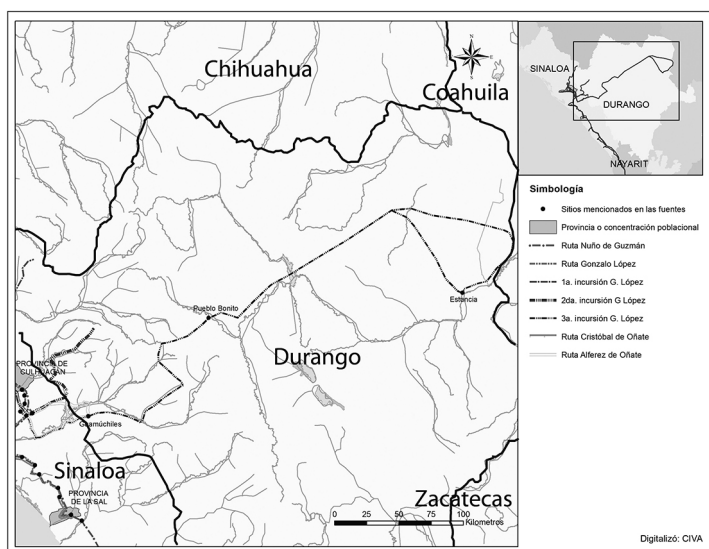 Chihuahua
Coahuila
N
E
S
SINALOA
DURANGO
NAYARIT
Simbología
Sitios mencionados en las fuentes
Provincia o concentración poblacional
Ruta Nuño de Guzmán
Ruta Gonzalo López
1a. incursión G. López
2da. incursión G López
3a. incursión G. López
Ruta Cristóbal de Oñate
Ruta Alferez de Oñate
Pueblo Bonito
Estancia
Durango
PROVINCIA DE
CULHUACAN
Guamúchiles
Sinaloa
PROVINCIA
DE LA SAL
Zacatecas
0 25 50 75 100
Kilometros
Digitalizó: CIVA